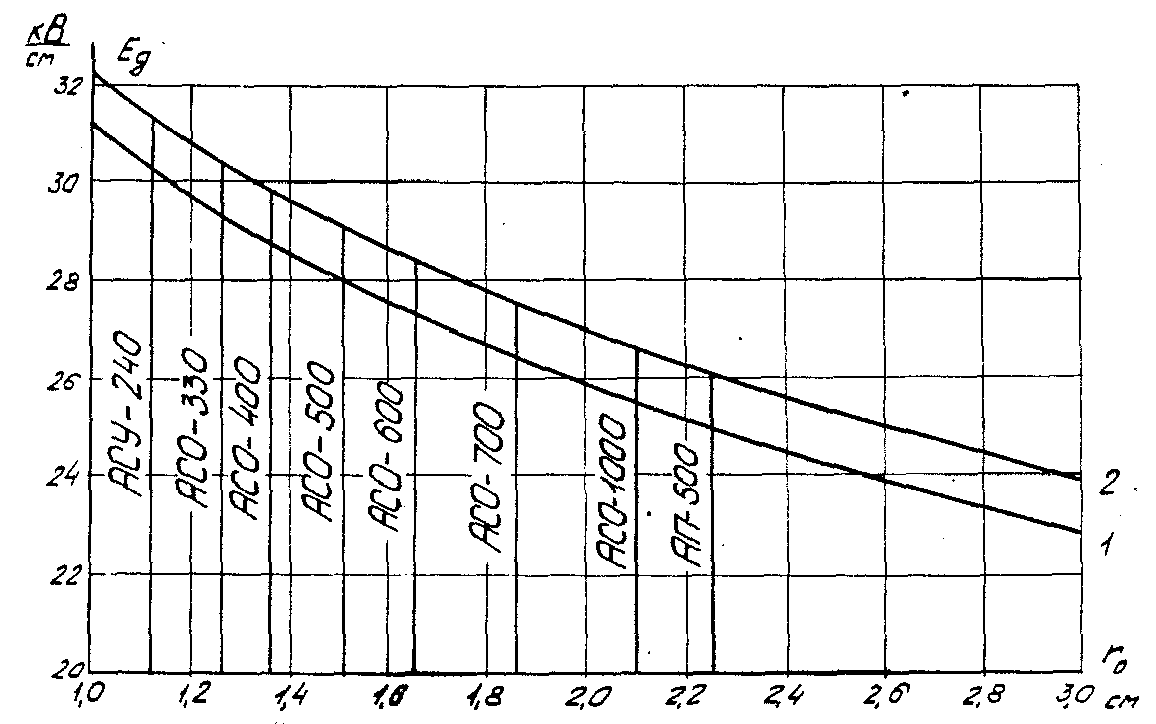 кВ
см
Eg
32
30
28
26
24
22
20
АСУ-240
АСО-330
АСО-400
АСО-500
АСО-600
АСО-700
АСО-1000
АП-500
2
1
1,0 1,2 1,4 1,6 1,8 2,0 2,2 2,4 2,6 2,8 3,0
r₀
см